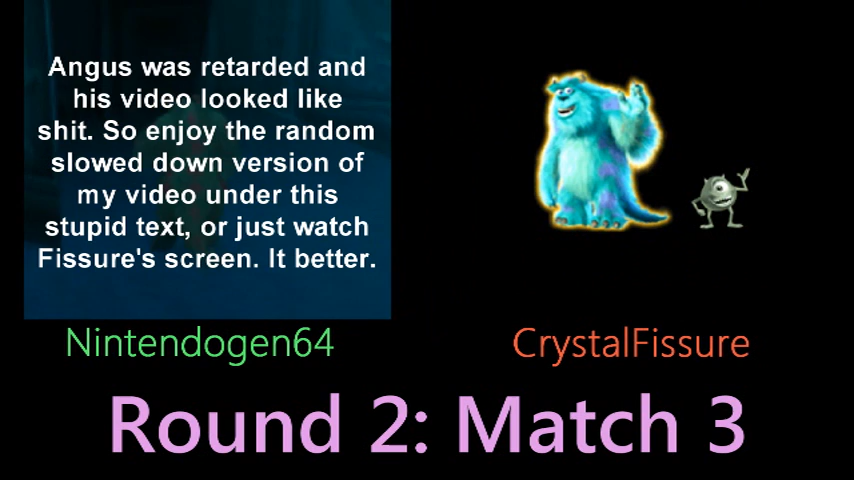 Angus was retarded and
his video looked like
shit. So enjoy the random
slowed down version of
my video under this
stupid text, or just watch
Fissure's screen. It better.
Nintendogen64
CrystalFissure
Round 2: Match 3